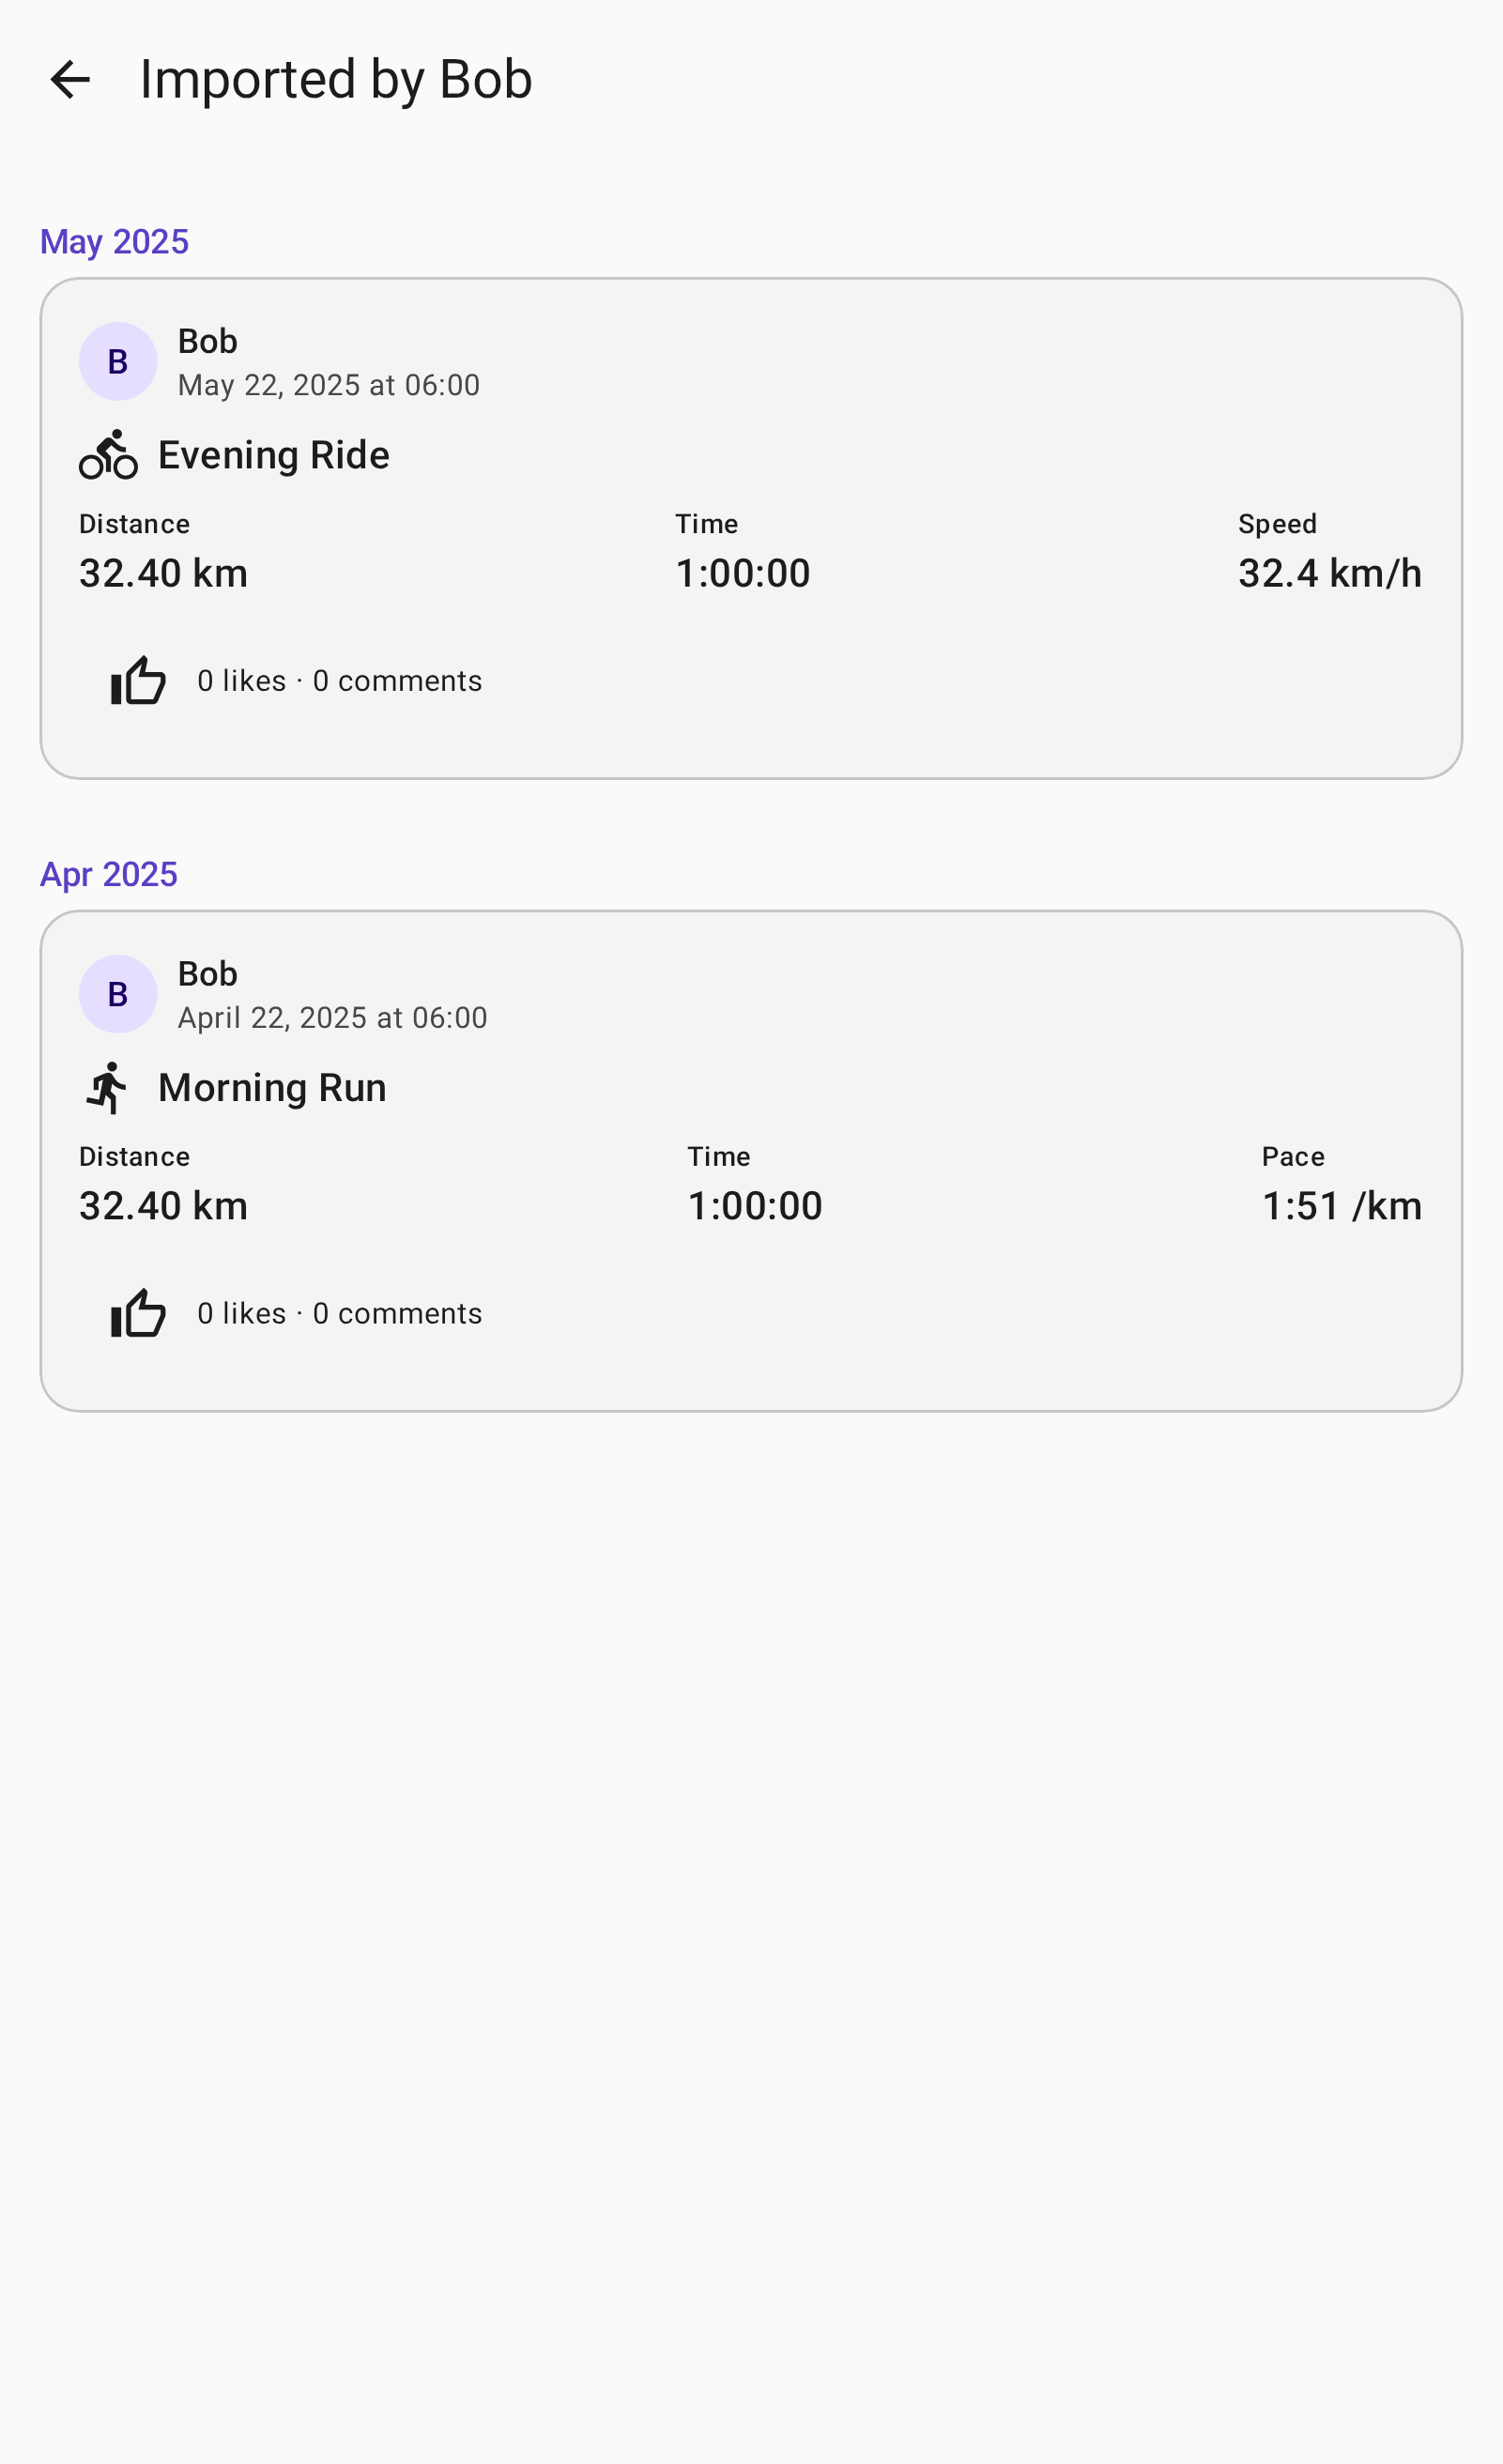 Imported by Bob
May 2025
B
Bob
May 22, 2025 at 06:00
Evening Ride
Distance Time Speed
32.40 km 1:00:00 32.4 km/h
0 likes · 0 comments
Apr 2025
B
Bob
April 22, 2025 at 06:00
Morning Run
Distance Time Pace
32.40 km 1:00:00 1:51 /km
0 likes · 0 comments